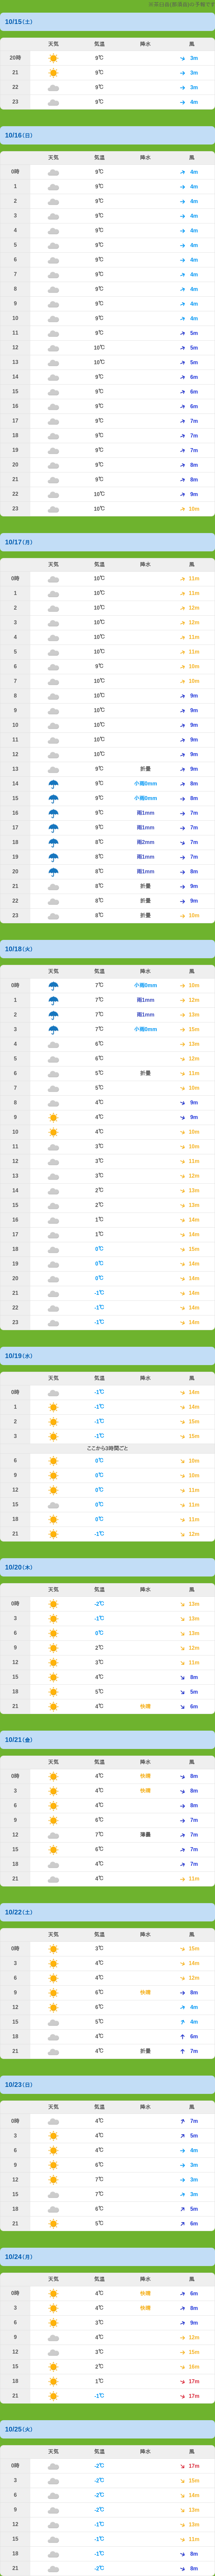 10/15(土)
天気 気温 降水 風
20時 9℃ 3m
21 9℃ 3m
22 9℃ 3m
23 9℃ 4m
10/16(日)
天気 気温 降水 風
0時 9℃ 4m
1 9℃ 4m
2 9℃ 4m
3 9℃ 4m
4 9℃ 4m
5 9℃ 4m
6 9℃ 4m
7 9℃ 4m
8 9℃ 4m
9 9℃ 4m
10 9℃ 4m
11 9℃ 5m
12 10℃ 5m
13 10℃ 5m
14 9℃ 6m
15 9℃ 6m
16 9℃ 6m
17 9℃ 7m
18 9℃ 7m
19 9℃ 7m
20 9℃ 8m
21 9℃ 8m
22 10℃ 9m
23 10℃ 10m
10/17(月)
天気 気温 降水 風
0時 10℃ 11m
1 10℃ 11m
2 10℃ 12m
3 10℃ 12m
4 10℃ 11m
5 10℃ 11m
6 9℃ 10m
7 10℃ 10m
8 10℃ 9m
9 10℃ 9m
10 10℃ 9m
11 10℃ 9m
12 10℃ 9m
13 9℃ 折曇 9m
14 9℃ 小雨0mm 8m
15 9℃ 小雨0mm 8m
16 9℃ 雨1mm 7m
17 9℃ 雨1mm 7m
18 8℃ 雨2mm 7m
19 8℃ 雨1mm 7m
20 8℃ 雨1mm 8m
21 8℃ 折曇 9m
22 8℃ 折曇 9m
23 8℃ 折曇 10m
10/18(火)
天気 気温 降水 風
0時 7℃ 小雨0mm 10m
1 7℃ 雨1mm 12m
2 7℃ 雨1mm 13m
3 7℃ 小雨0mm 15m
4 6℃ 13m
5 6℃ 12m
6 5℃ 折曇 11m
7 5℃ 10m
8 4℃ 9m
9 4℃ 9m
10 4℃ 10m
11 3℃ 10m
12 3℃ 11m
13 3℃ 12m
14 2℃ 13m
15 2℃ 13m
16 1℃ 14m
17 1℃ 14m
18 0℃ 15m
19 0℃ 14m
20 0℃ 14m
21 -1℃ 14m
22 -1℃ 14m
23 -1℃ 14m
10/19(水)
天気 気温 降水 風
0時 -1℃ 14m
1 -1℃ 14m
2 -1℃ 15m
3 -1℃ 15m
ここから3時間ごと
6 0℃ 10m
9 0℃ 10m
12 0℃ 11m
15 0℃ 11m
18 0℃ 11m
21 -1℃ 12m
10/20(木)
天気 気温 降水 風
0時 -2℃ 13m
3 -1℃ 13m
6 0℃ 13m
9 2℃ 12m
12 3℃ 11m
15 4℃ 8m
18 5℃ 5m
21 4℃ 快晴 6m
10/21(金)
天気 気温 降水 風
0時 4℃ 快晴 8m
3 4℃ 快晴 8m
6 4℃ 8m
9 6℃ 7m
12 7℃ 薄曇 7m
15 6℃ 7m
18 4℃ 7m
21 4℃ 11m
10/22(土)
天気 気温 降水 風
0時 3℃ 15m
3 4℃ 14m
6 4℃ 12m
9 6℃ 快晴 8m
12 6℃ 4m
15 5℃ 4m
18 4℃ 6m
21 4℃ 折曇 7m
10/23(日)
天気 気温 降水 風
0時 4℃ 7m
3 4℃ 5m
6 4℃ 4m
9 6℃ 3m
12 7℃ 3m
15 7℃ 3m
18 6℃ 5m
21 5℃ 6m
10/24(月)
天気 気温 降水 風
0時 4℃ 快晴 6m
3 4℃ 快晴 8m
6 3℃ 9m
9 4℃ 12m
12 3℃ 15m
15 2℃ 16m
18 1℃ 17m
21 -1℃ 17m
10/25(火)
天気 気温 降水 風
0時 -2℃ 17m
3 -2℃ 15m
6 -2℃ 14m
9 -2℃ 13m
12 -1℃ 13m
15 -1℃ 11m
18 -1℃ 8m
21 -2℃ 8m